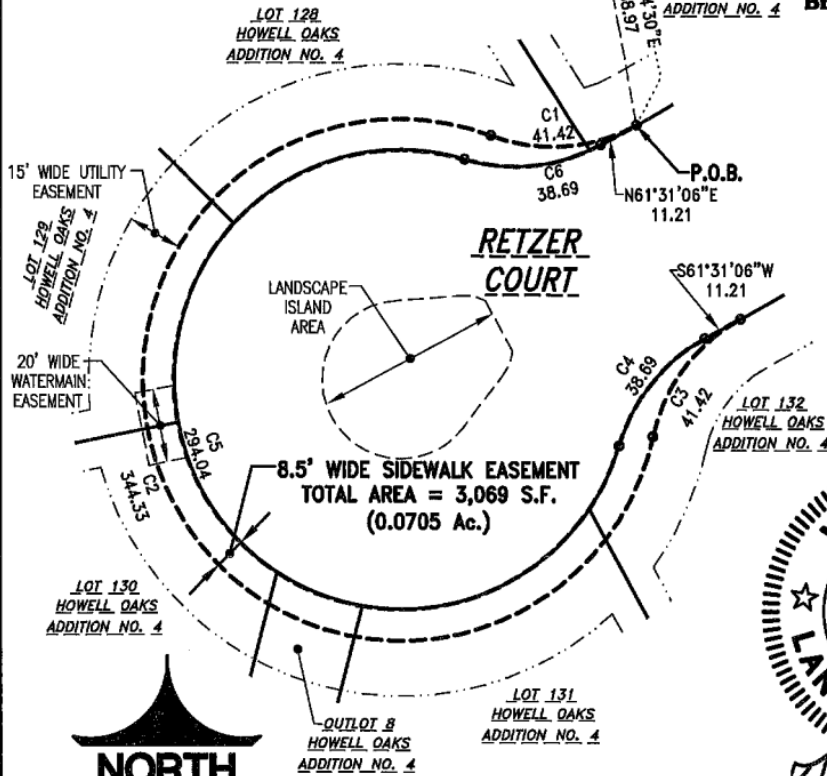 LOT 128
HOWELL OAKS
ADDITION NO. 4
4'30"E
8.97
ADDITION NO. 4
C1
41.42
C6
38.69
P.O.B.
N61°31'06"E
11.21
15' WIDE UTILITY
EASEMENT
LOT 129
HOWELL OAKS
ADDITION NO. 4
RETZER
COURT
S61°31'06"W
11.21
LANDSCAPE
ISLAND
AREA
20' WIDE
WATERMAIN
EASEMENT
C4
38.69
C3
41.42
LOT 132
HOWELL OAKS
ADDITION NO. 4
C5
294.04
C2
344.33
8.5' WIDE SIDEWALK EASEMENT
TOTAL AREA = 3,069 S.F.
(0.0705 Ac.)
LOT 130
HOWELL OAKS
ADDITION NO. 4
LOT 131
HOWELL OAKS
ADDITION NO. 4
OUTLOT 8
HOWELL OAKS
ADDITION NO. 4
NORTH
LAN